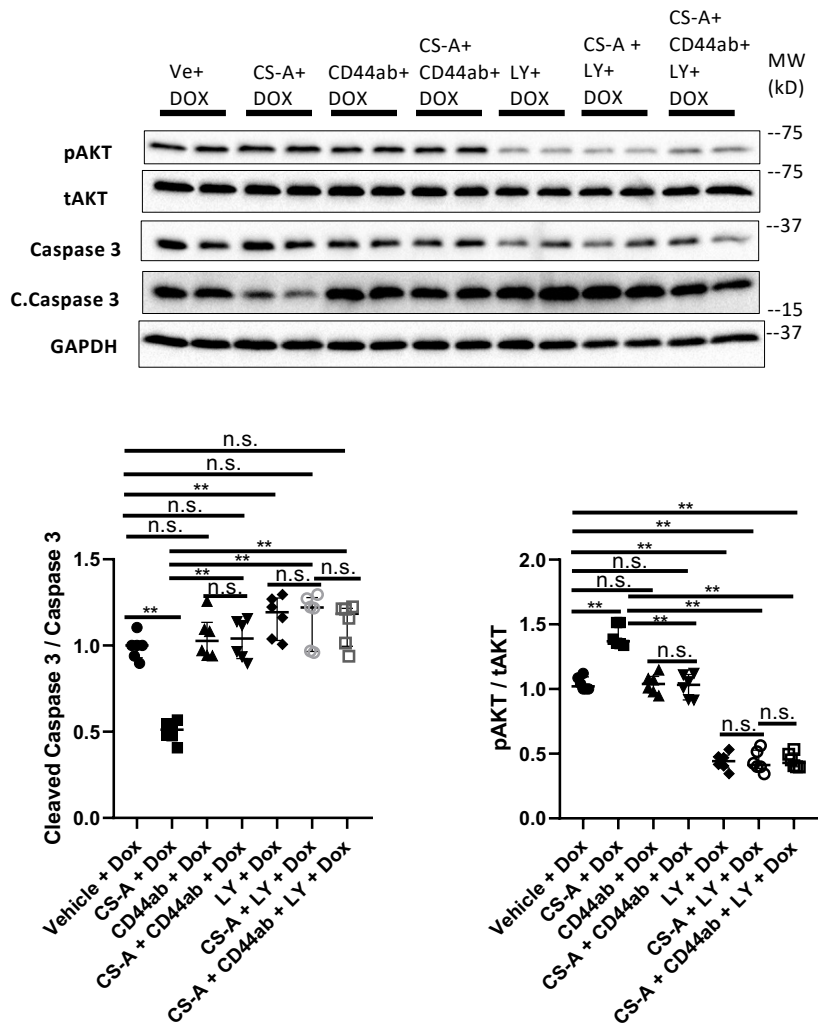 Ve+
DOX
CS-A+
DOX
CD44ab+
DOX
CS-A+
CD44ab+
DOX
LY+
DOX
CS-A +
LY+
DOX
CS-A+
CD44ab+
LY+
DOX
MW
(kD)
pAKT
--75
tAKT
--75
Caspase 3
--37
C.Caspase 3
--15
GAPDH
--37
n.s.
n.s.
**
n.s.
n.s.
**
**
**
n.s.
n.s.
n.s.
**
Cleaved Caspase 3 / Caspase 3
1.5
1.0
0.5
0.0
Vehicle + Dox
CS-A + Dox
CD44ab + Dox
CS-A + CD44ab + Dox
LY + Dox
CS-A + LY + Dox
CS-A + CD44ab + LY + Dox
**
**
**
n.s.
n.s.
**
**
**
**
n.s.
n.s.
n.s.
pAKT / tAKT
2.0
1.5
1.0
0.5
0.0
Vehicle + Dox
CS-A + Dox
CD44ab + Dox
CS-A + CD44ab + Dox
LY + Dox
CS-A + LY + Dox
CS-A + CD44ab + LY + Dox